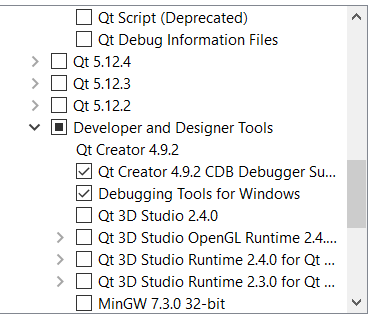 Qt Script (Deprecated)
Qt Debug Information Files
Qt 5.12.4
Qt 5.12.3
Qt 5.12.2
Developer and Designer Tools
Qt Creator 4.9.2
Qt Creator 4.9.2 CDB Debugger Su...
Debugging Tools for Windows
Qt 3D Studio 2.4.0
Qt 3D Studio OpenGL Runtime 2.4....
Qt 3D Studio Runtime 2.4.0 for Qt ...
Qt 3D Studio Runtime 2.3.0 for Qt ...
MinGW 7.3.0 32-bit